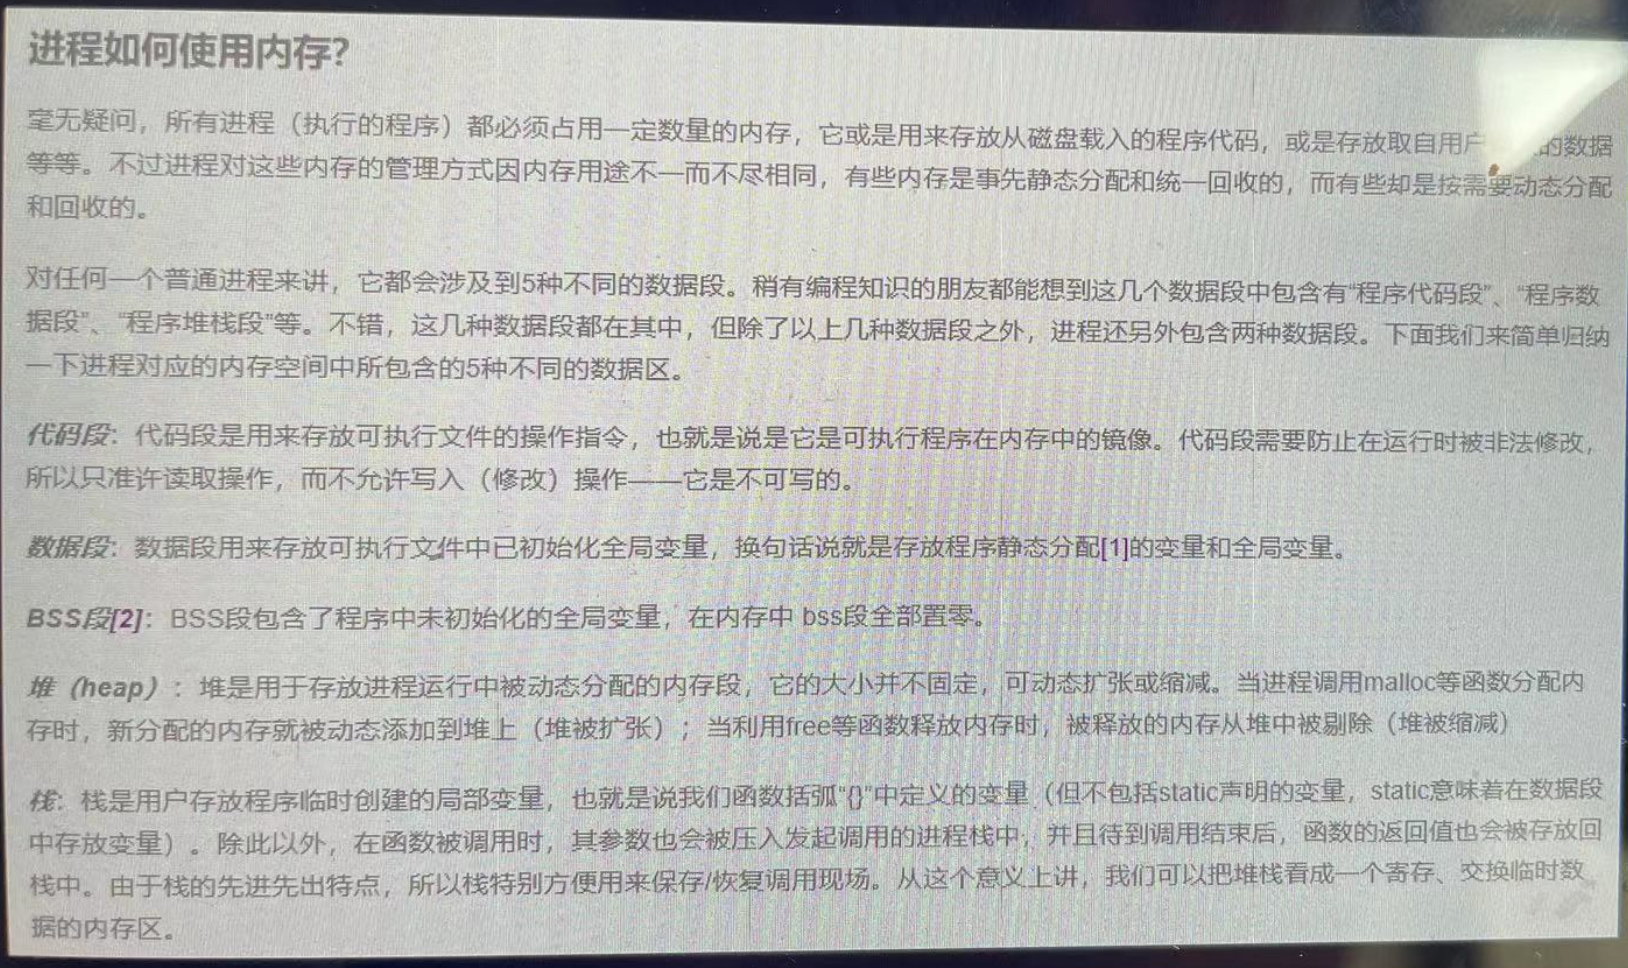 进程如何使用内存?
毫无疑问，所有进程（执行的程序）都必须占用一定数量的内存，它或是用来存放从磁盘载入的程序代码，或是存放取自用户的数据
等等。不过进程对这些内存的管理方式因内存用途不一而不尽相同，有些内存是事先静态分配和统一回收的，而有些却是按需要动态分配
和回收的。
对任何一个普通进程来讲，它都会涉及到5种不同的数据段。稍有编程知识的朋友都能想到这几个数据段中包含有“程序代码段”、“程序数
据段”、“程序堆栈段”等。不错，这几种数据段都在其中，但除了以上几种数据段之外，进程还另外包含两种数据段。下面我们来简单归纳
一下进程对应的内存空间中所包含的5种不同的数据区。
代码段：代码段是用来存放可执行文件的操作指令，也就是说是它是可执行程序在内存中的镜像。代码段需要防止在运行时被非法修改，
所以只准许读取操作，而不允许写入（修改）操作——它是不可写的。
数据段：数据段用来存放可执行文件中已初始化全局变量，换句话说就是存放程序静态分配[1]的变量和全局变量。
BSS段[2]：BSS段包含了程序中未初始化的全局变量，在内存中 bss段全部置零。
堆（heap）：堆是用于存放进程运行中被动态分配的内存段，它的大小并不固定，可动态扩张或缩减。当进程调用malloc等函数分配内
存时，新分配的内存就被动态添加到堆上（堆被扩张）；当利用free等函数释放内存时，被释放的内存从堆中被剔除（堆被缩减）
栈：栈是用户存放程序临时创建的局部变量，也就是说我们函数括弧“{}”中定义的变量（但不包括static声明的变量，static意味着在数据段
中存放变量）。除此以外，在函数被调用时，其参数也会被压入发起调用的进程栈中，并且待到调用结束后，函数的返回值也会被存放回
栈中。由于栈的先进先出特点，所以栈特别方便用来保存/恢复调用现场。从这个意义上讲，我们可以把堆栈看成一个寄存、交换临时数
据的内存区。